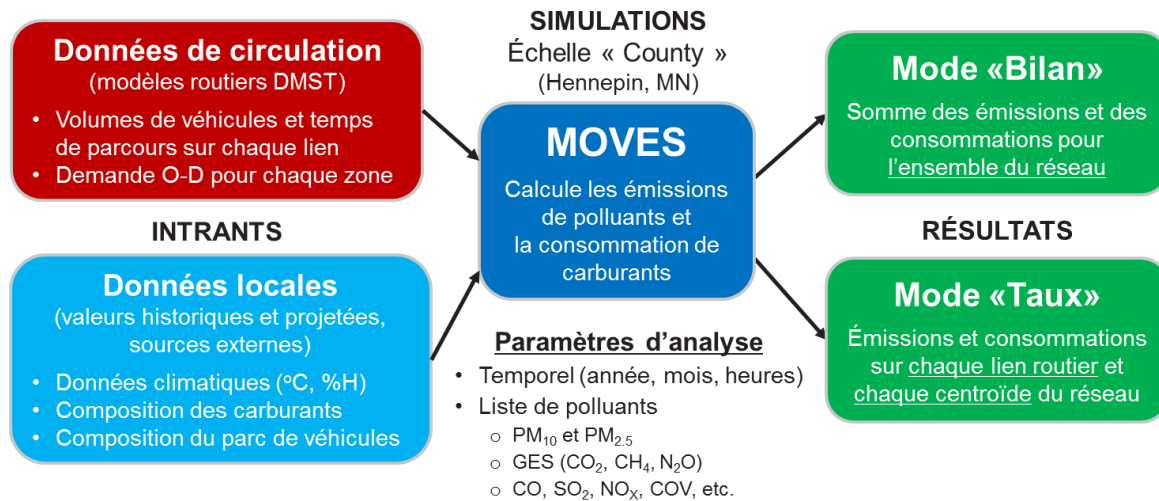 Données de circulation
(modèles routiers DMST)
• Volumes de véhicules et temps
de parcours sur chaque lien
• Demande O-D pour chaque zone
INTRANTS
Données locales
(valeurs historiques et projetées,
sources externes)
• Données climatiques (ºC, %H)
• Composition des carburants
• Composition du parc de véhicules
SIMULATIONS
Échelle « County »
(Hennepin, MN)
MOVES
Calcule les émissions
de polluants et
la consommation de
carburants
Paramètres d’analyse
• Temporel (année, mois, heures)
• Liste de polluants
o PM₁₀ et PM₂.₅
o GES (CO₂, CH₄, N₂O)
o CO, SO₂, NOₓ, COV, etc.
Mode «Bilan»
Somme des émissions et des
consommations pour
l’ensemble du réseau
RÉSULTATS
Mode «Taux»
Émissions et consommations
sur chaque lien routier et
chaque centroïde du réseau